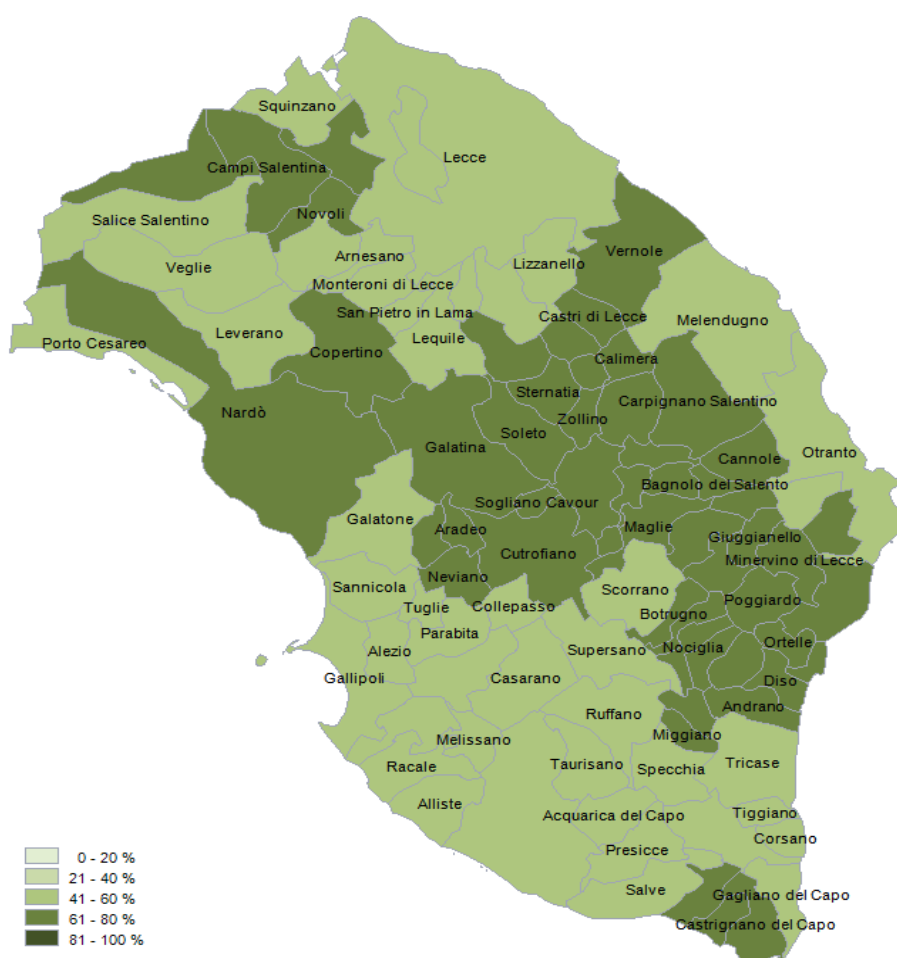 Squinzano
Lecce
Campi Salentina
Novoli
Salice Salentino
Vernole
Arnesano
Lizzanello
Veglie
Monteroni di Lecce
San Pietro in Lama
Castri di Lecce
Melendugno
Leverano
Lequile
Porto Cesareo
Copertino
Calimera
Sternatia
Carpignano Salentino
Nardò
Zollino
Soleto
Galatina
Otranto
Cannole
Bagnolo del Salento
Sogliano Cavour
Galatone
Aradeo
Maglie
Giuggianello
Cutrofiano
Minervino di Lecce
Neviano
Sannicola
Scorrano
Poggiardo
Tuglie
Collepasso
Botrugno
Parabita
Ortelle
Alezio
Supersano
Nociglia
Gallipoli
Casarano
Diso
Andrano
Ruffano
Miggiano
Melissano
Tricase
Racale
Taurisano
Specchia
Alliste
Acquarica del Capo
Tiggiano
Corsano
Presicce
Salve
Gagliano del Capo
Castrignano del Capo
0 - 20 %
21 - 40 %
41 - 60 %
61 - 80 %
81 - 100 %